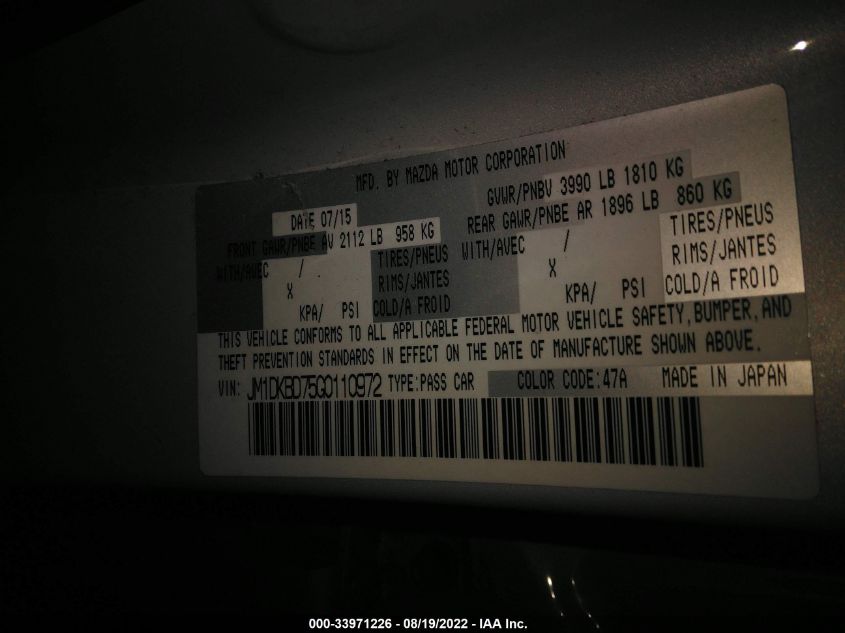 MFD. BY MAZDA MOTOR CORPORATION
DATE 07/15 GVWR/PNBV 3990 LB 1810 KG
FRONT GAWR/PNBE AV 2112 LB 958 KG REAR GAWR/PNBE AR 1896 LB 860 KG
WITH/AVEC / TIRES/PNEUS WITH/AVEC / TIRES/PNEUS
X RIMS/JANTES X RIMS/JANTES
KPA/ PSI COLD/A FROID KPA/ PSI COLD/A FROID
THIS VEHICLE CONFORMS TO ALL APPLICABLE FEDERAL MOTOR VEHICLE SAFETY, BUMPER, AND
THEFT PREVENTION STANDARDS IN EFFECT ON THE DATE OF MANUFACTURE SHOWN ABOVE.
VIN: JM1DKBD75G0110972 TYPE:PASS CAR COLOR CODE:47A MADE IN JAPAN
000-33971226 - 08/19/2022 - IAA Inc.